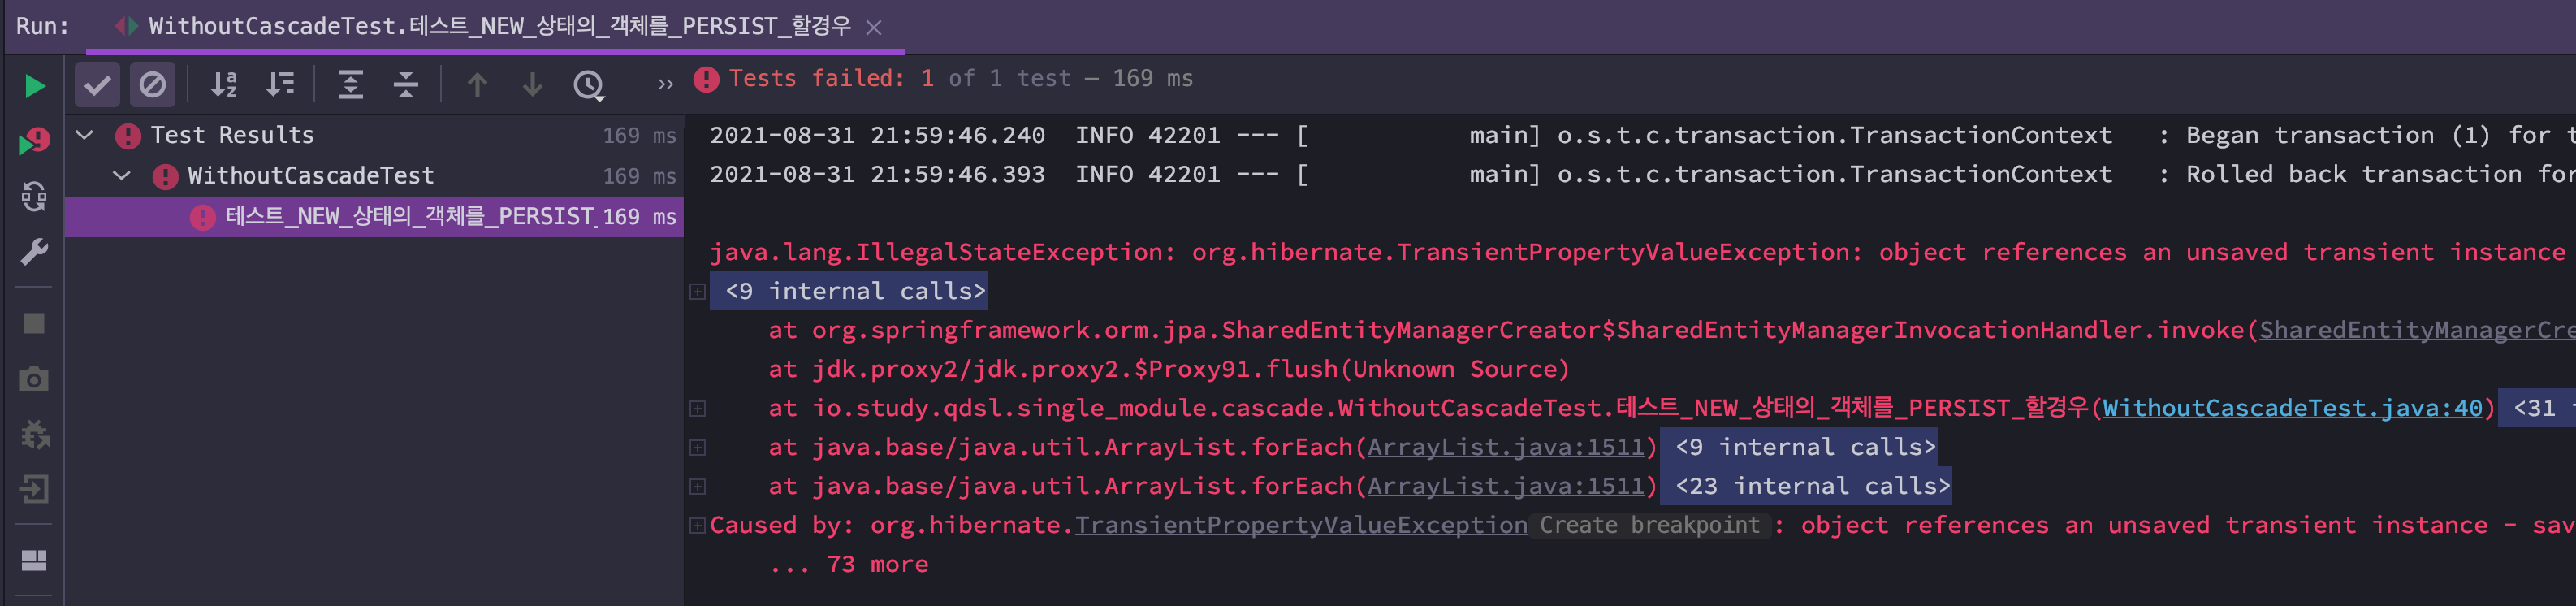 Run: WithoutCascadeTest.테스트_NEW_상태의_객체를_PERSIST_할경우
Tests failed: 1 of 1 test – 169 ms
Test Results 169 ms
WithoutCascadeTest 169 ms
테스트_NEW_상태의_객체를_PERSIST_ 169 ms
2021-08-31 21:59:46.240 INFO 42201 --- [ main] o.s.t.c.transaction.TransactionContext : Began transaction (1) for t
2021-08-31 21:59:46.393 INFO 42201 --- [ main] o.s.t.c.transaction.TransactionContext : Rolled back transaction for
java.lang.IllegalStateException: org.hibernate.TransientPropertyValueException: object references an unsaved transient instance
<9 internal calls>
at org.springframework.orm.jpa.SharedEntityManagerCreator$SharedEntityManagerInvocationHandler.invoke(SharedEntityManagerCre
at jdk.proxy2/jdk.proxy2.$Proxy91.flush(Unknown Source)
at io.study.qdsl.single_module.cascade.WithoutCascadeTest.테스트_NEW_상태의_객체를_PERSIST_할경우(WithoutCascadeTest.java:40) <31
at java.base/java.util.ArrayList.forEach(ArrayList.java:1511) <9 internal calls>
at java.base/java.util.ArrayList.forEach(ArrayList.java:1511) <23 internal calls>
Caused by: org.hibernate.TransientPropertyValueException Create breakpoint : object references an unsaved transient instance - sav
... 73 more